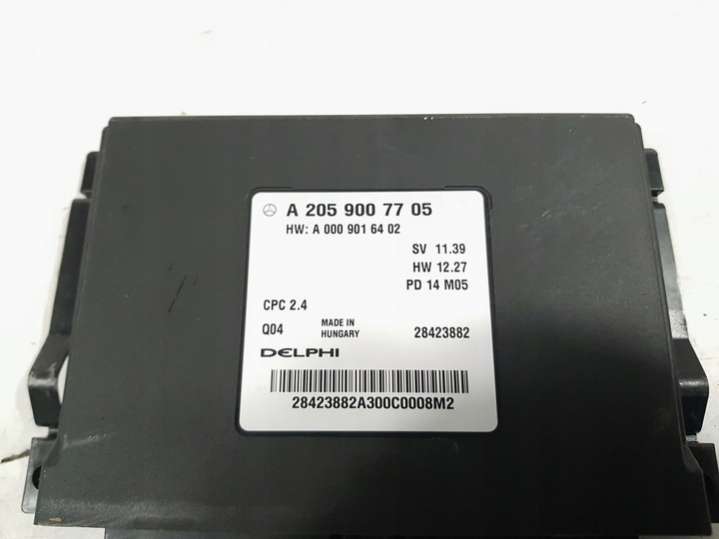 A 205 900 77 05
HW: A 000 901 64 02
SV 11.39
HW 12.27
PD 14 M05
CPC 2.4
Q04 MADE IN HUNGARY 28423882
DELPHI
28423882A300C0008M2